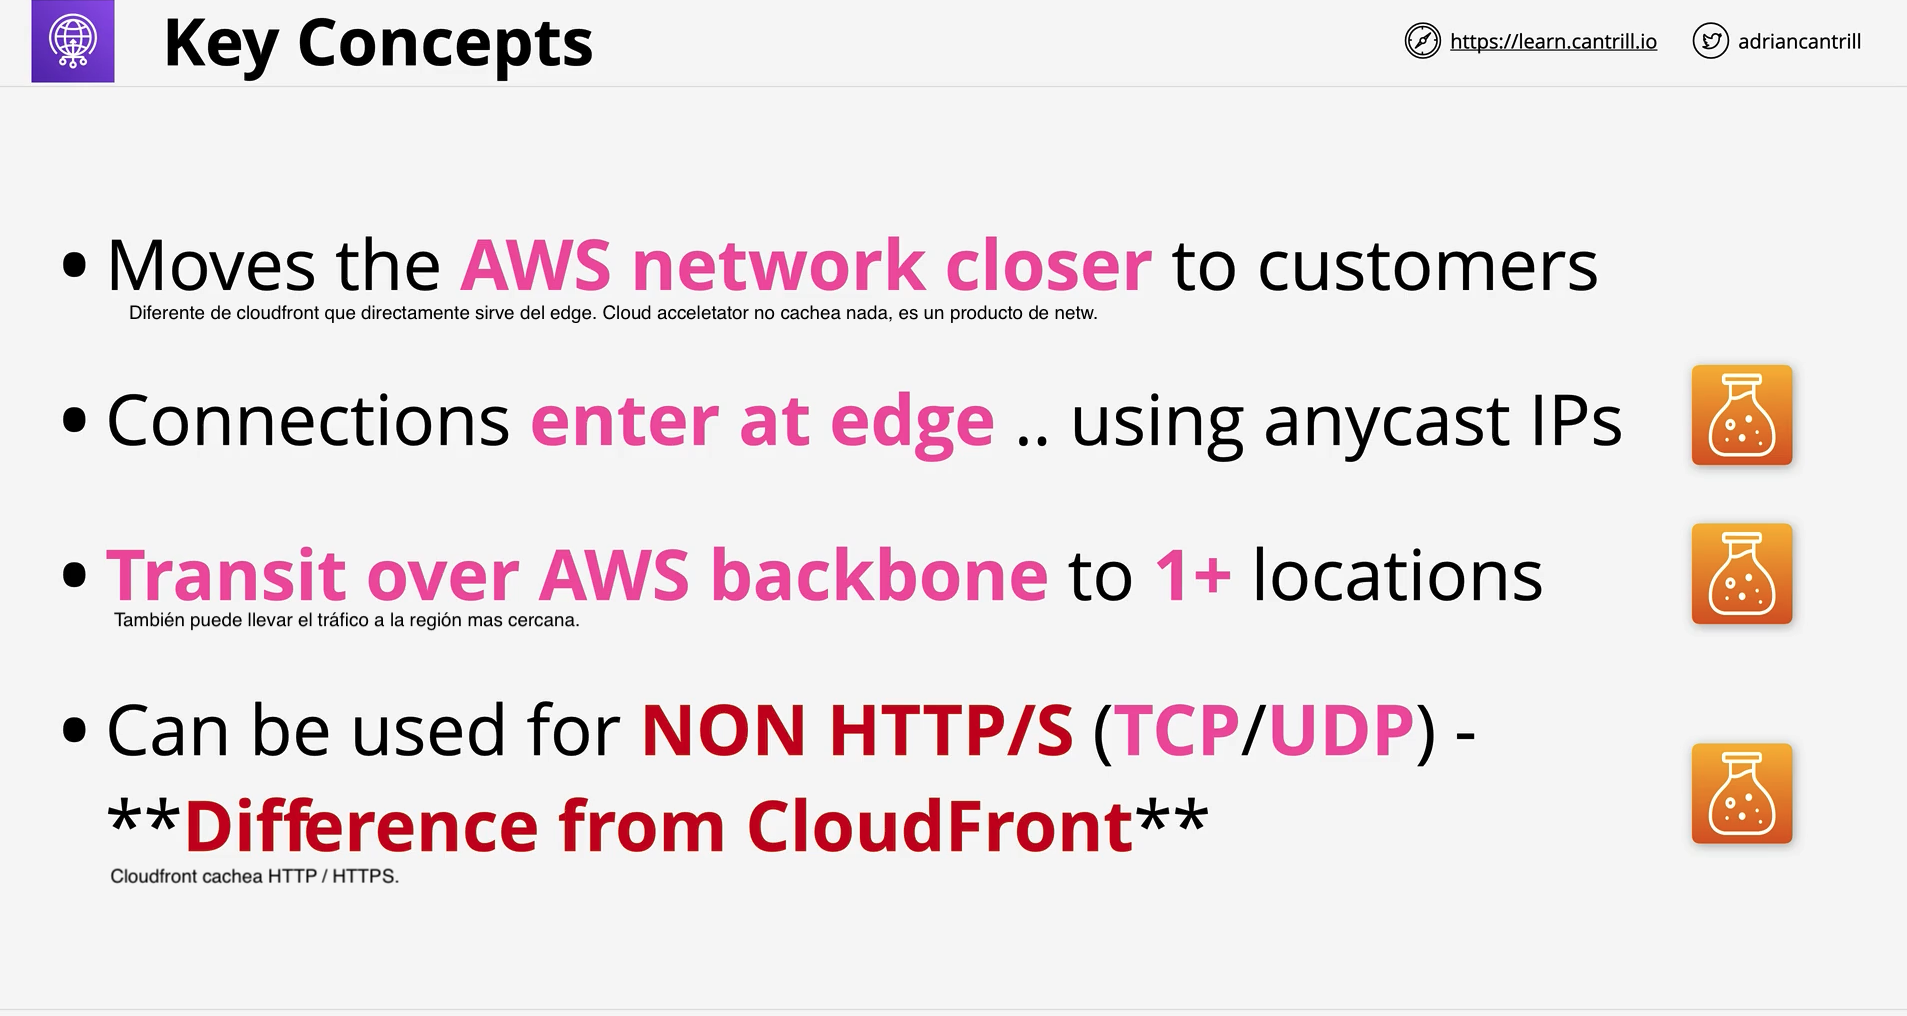 Key Concepts
https://learn.cantrill.io
adriancantrill
• Moves the AWS network closer to customers
Diferente de cloudfront que directamente sirve del edge. Cloud acceletator no cachea nada, es un producto de netw.
• Connections enter at edge .. using anycast IPs
• Transit over AWS backbone to 1+ locations
También puede llevar el tráfico a la región mas cercana.
• Can be used for NON HTTP/S (TCP/UDP) -
**Difference from CloudFront**
Cloudfront cachea HTTP / HTTPS.